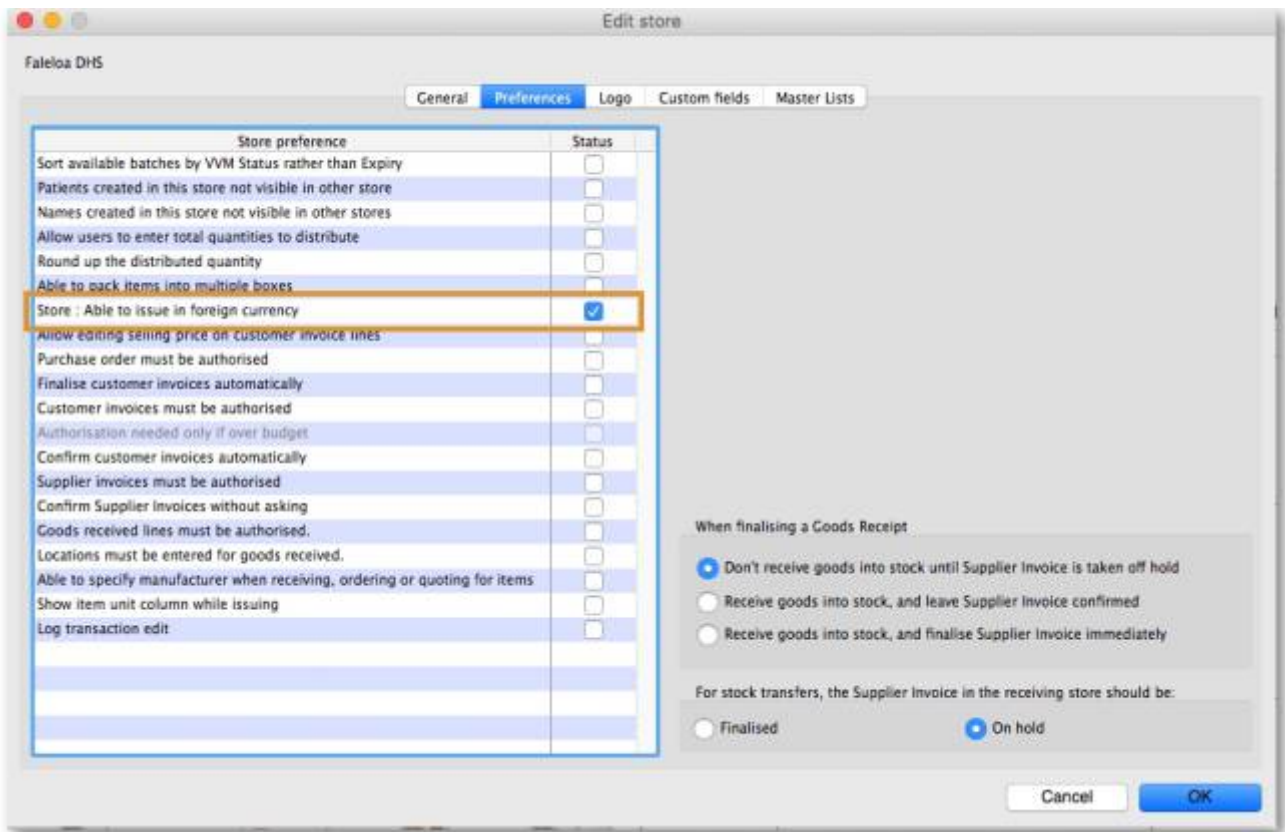 Edit store
Faleloa DHS
General Preferences Logo Custom fields Master Lists
Store preference Status
Sort available batches by VVM Status rather than Expiry
Patients created in this store not visible in other store
Names created in this store not visible in other stores
Allow users to enter total quantities to distribute
Round up the distributed quantity
Able to pack items into multiple boxes
Store : Able to issue in foreign currency
Allow editing selling price on customer invoice lines
Purchase order must be authorised
Finalise customer invoices automatically
Customer invoices must be authorised
Authorisation needed only if over budget
Confirm customer invoices automatically
Supplier invoices must be authorised
Confirm Supplier Invoices without asking
Goods received lines must be authorised.
Locations must be entered for goods received.
Able to specify manufacturer when receiving, ordering or quoting for items
Show item unit column while issuing
Log transaction edit
When finalising a Goods Receipt
Don't receive goods into stock until Supplier Invoice is taken off hold
Receive goods into stock, and leave Supplier Invoice confirmed
Receive goods into stock, and finalise Supplier Invoice immediately
For stock transfers, the Supplier Invoice in the receiving store should be:
Finalised On hold
Cancel OK